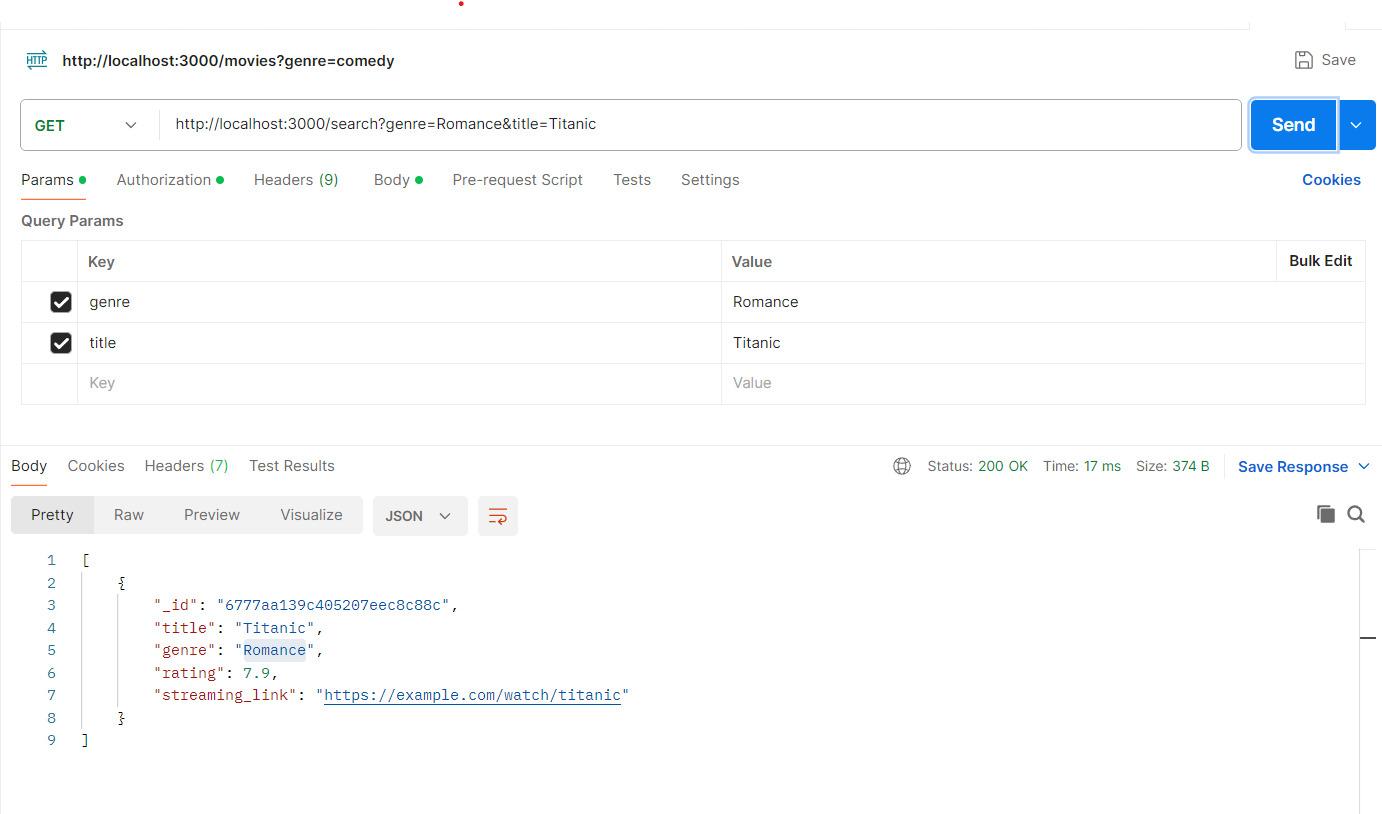 HTTP http://localhost:3000/movies?genre=comedy Save
GET http://localhost:3000/search?genre=Romance&title=Titanic Send
Params Authorization Headers (9) Body Pre-request Script Tests Settings Cookies
Query Params
Key Value Bulk Edit
genre Romance
title Titanic
Key Value
Body Cookies Headers (7) Test Results Status: 200 OK Time: 17 ms Size: 374 B Save Response
Pretty Raw Preview Visualize JSON
1 [
2 {
3 "_id": "6777aa139c405207eec8c88c",
4 "title": "Titanic",
5 "genre": "Romance",
6 "rating": 7.9,
7 "streaming_link": "https://example.com/watch/titanic"
8 }
9 ]